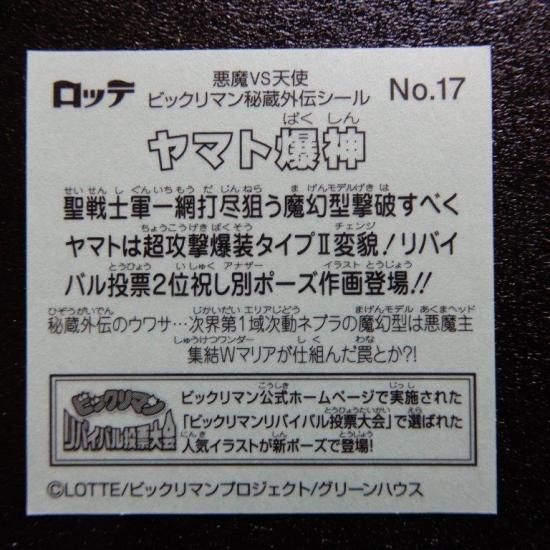 ロッテ
悪魔VS天使
ビックリマン秘蔵外伝シール
No.17
ばく しん
ヤマト爆神
せい せん し ぐん いち もう だ じん ねら ま げん モデル げき は
聖戦士軍一網打尽狙う魔幻型撃破すべく
ちょう こう げき ばく そう チェンジ
ヤマトは超攻撃爆装タイプⅡ変貌!リバイ
とう ひょう い しゅく アナザー イラスト とう じょう
バル投票2位祝し別ポーズ作画登場!!
ひ ぞう がい でん じ かい だい エリア じ どう ま げん モデル あく ま ヘッド
秘蔵外伝のウワサ…次界第1域次動ネブラの魔幻型は悪魔主
しゅう けつ ワンダー し く わな
集結Wマリアが仕組んだ罠とか?!
ビックリマン
リバイバル投票大会
こう しき じっ し
ビックリマン公式ホームページで実施された
とうひょうたいかい えら
「ビックリマンリバイバル投票大会」で選ばれた
にん き しん とうじょう
人気イラストが新ポーズで登場!
©LOTTE/ビックリマンプロジェクト/グリーンハウス